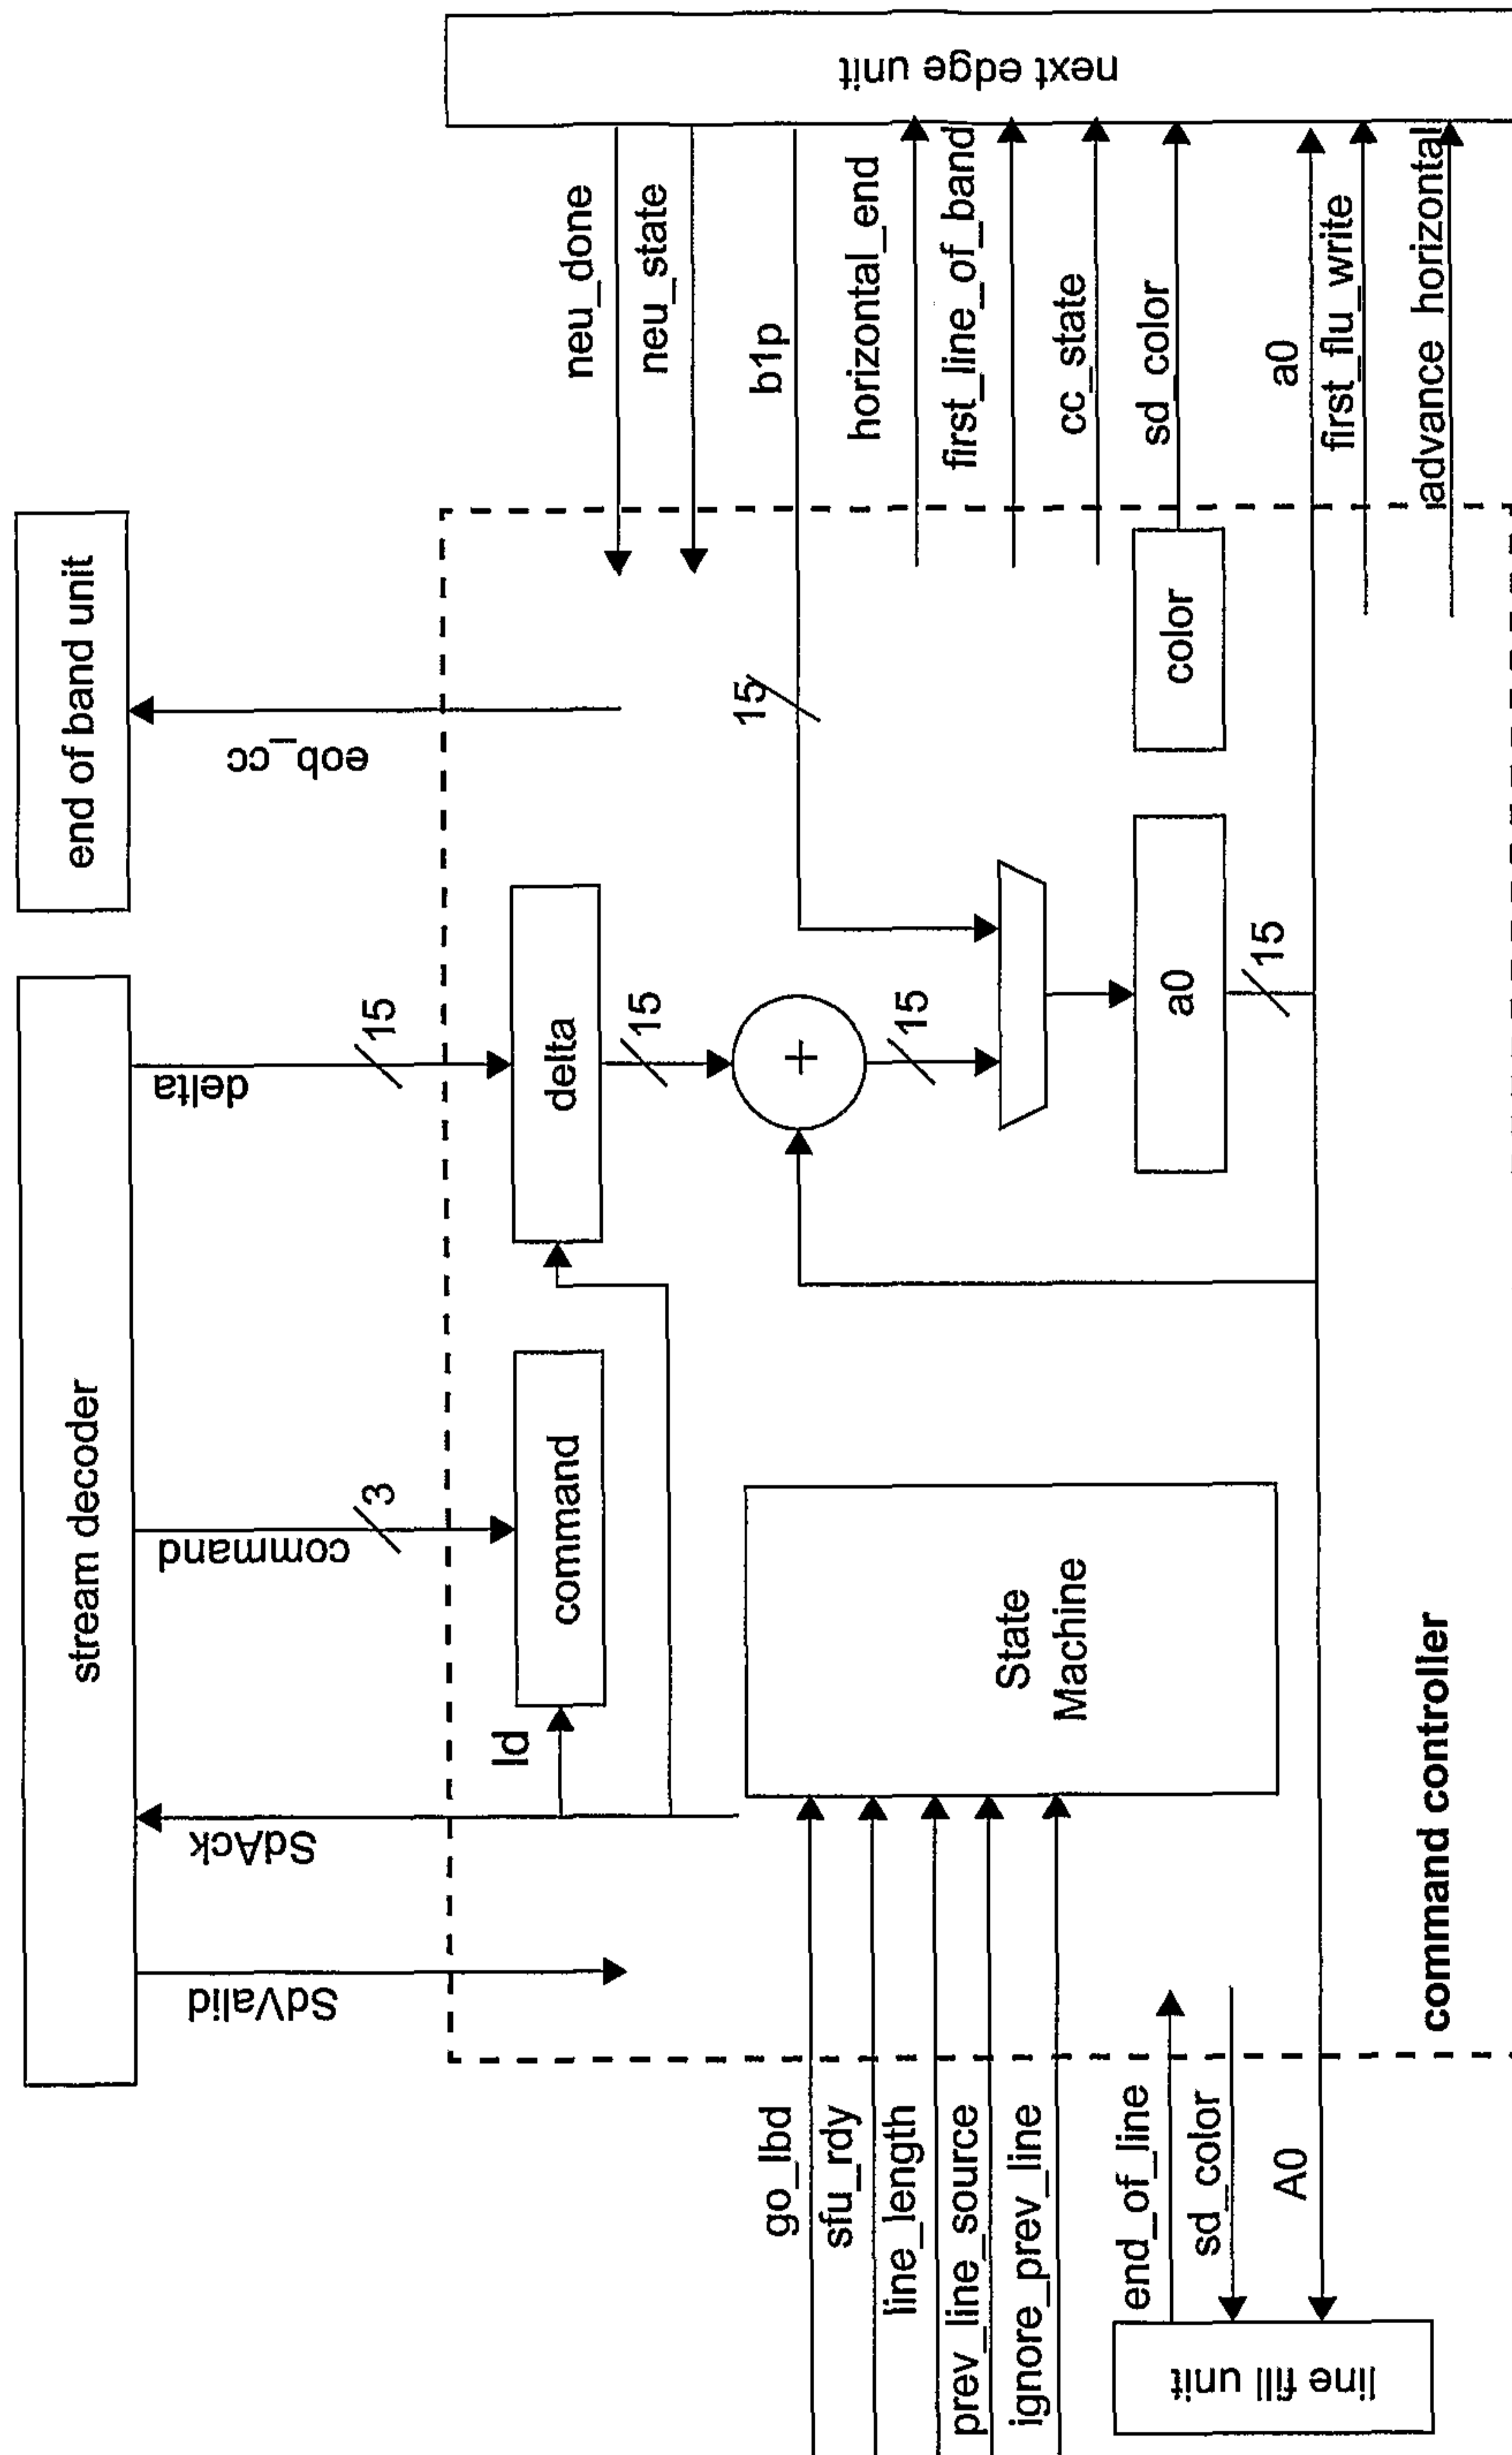 stream decoder
end of band unit
SdValid
SdAck
command
3
delta
15
eob_cc
ld
command
delta
15
+
15
15
State
Machine
a0
15
color
go_lbd
sfu_rdy
line_length
prev_line_source
ignore_prev_line
end_of_line
sd_color
A0
line fill unit
command controller
neu_done
neu_state
b1p
horizontal_end
first_line_of_band
cc_state
sd_color
a0
first_flu_write
advance_horizontal
next edge unit